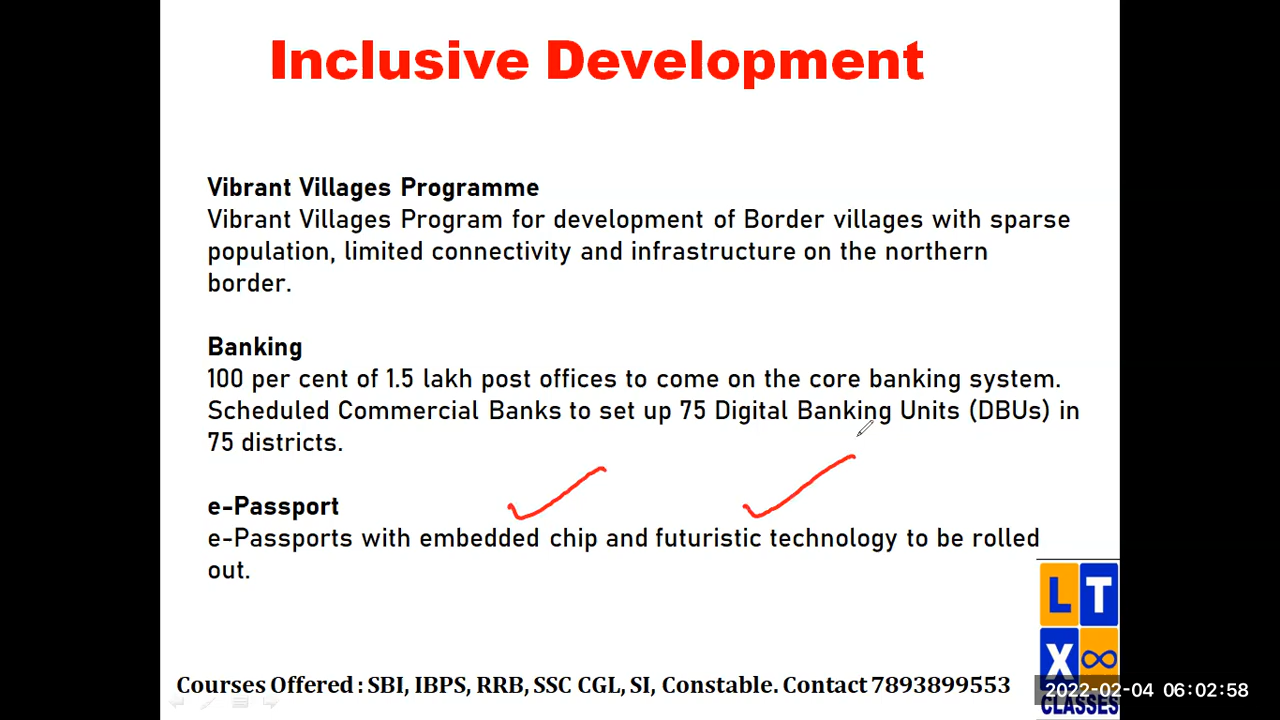 Inclusive Development
Vibrant Villages Programme
Vibrant Villages Program for development of Border villages with sparse
population, limited connectivity and infrastructure on the northern
border.
Banking
100 per cent of 1.5 lakh post offices to come on the core banking system.
Scheduled Commercial Banks to set up 75 Digital Banking Units (DBUs) in
75 districts.
e-Passport
e-Passports with embedded chip and futuristic technology to be rolled
out.
L T
X ∞
CLASSES
Courses Offered : SBI, IBPS, RRB, SSC CGL, SI, Constable. Contact 7893899553
2022-02-04 06:02:58